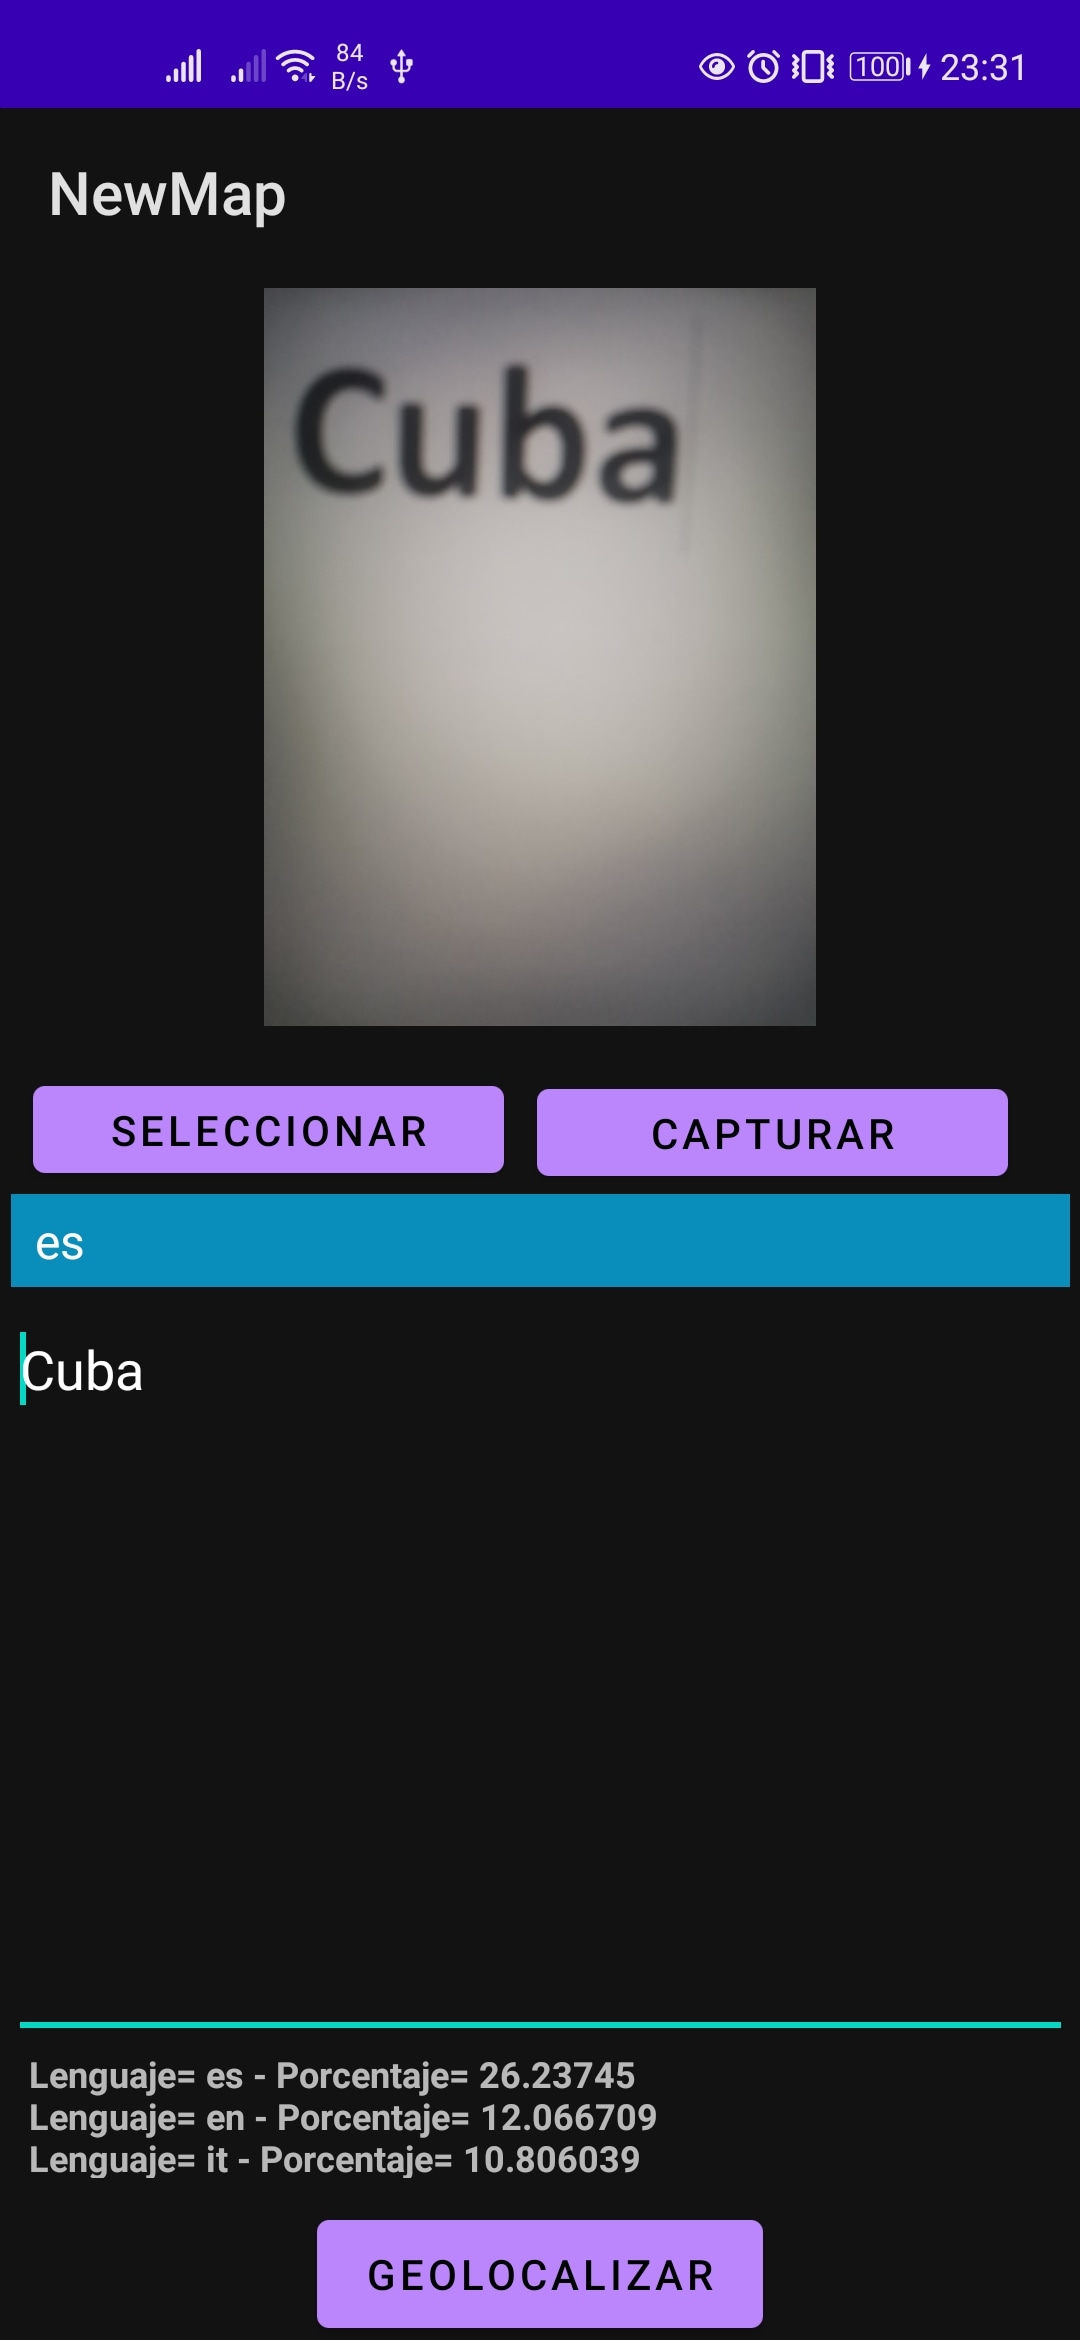 84
B/s
100
23:31
NewMap
Cuba
SELECCIONAR
CAPTURAR
es
Cuba
Lenguaje= es - Porcentaje= 26.23745
Lenguaje= en - Porcentaje= 12.066709
Lenguaje= it - Porcentaje= 10.806039
GEOLOCALIZAR